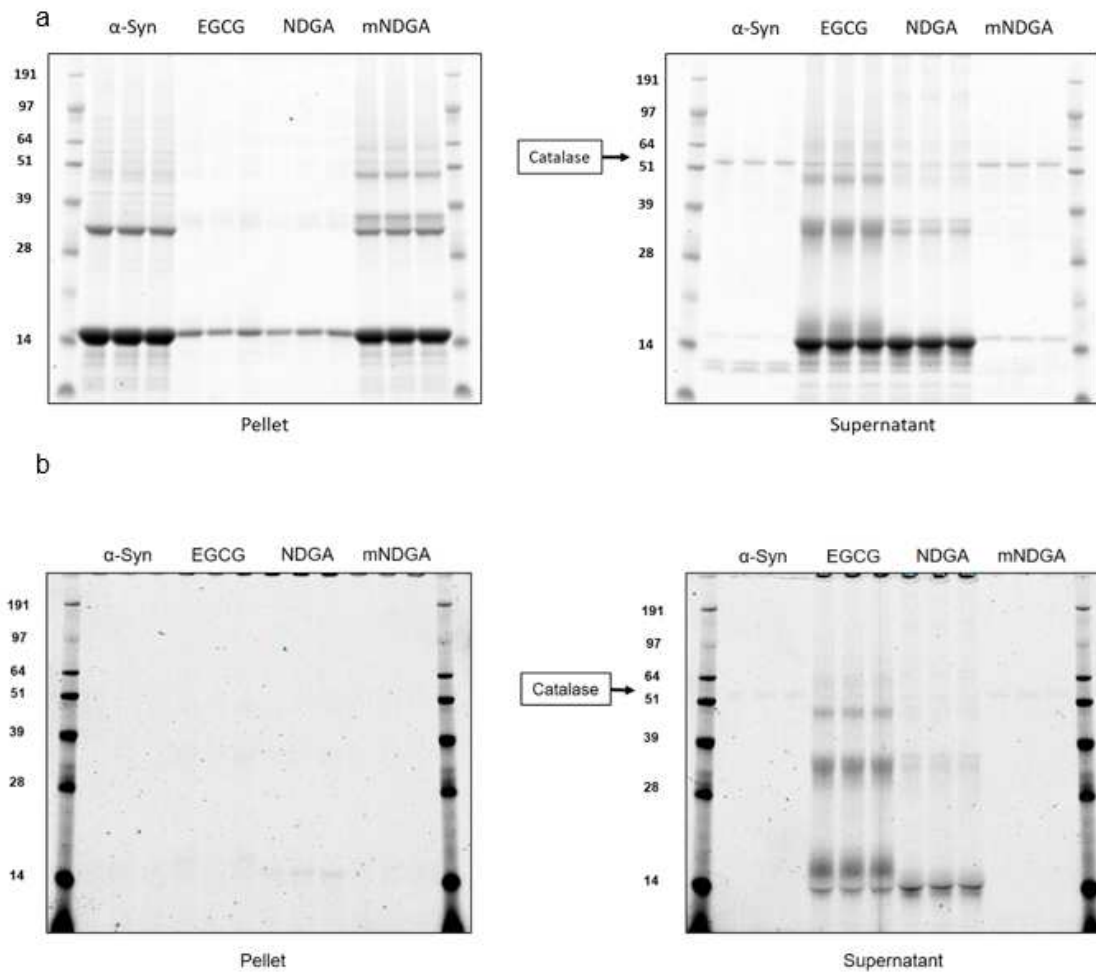 a
α-Syn EGCG NDGA mNDGA
191
97
64
51
39
28
14
Pellet
α-Syn EGCG NDGA mNDGA
191
97
64
51
39
28
14
Catalase
Supernatant
b
α-Syn EGCG NDGA mNDGA
191
97
64
51
39
28
14
Pellet
α-Syn EGCG NDGA mNDGA
191
97
64
51
39
28
14
Catalase
Supernatant